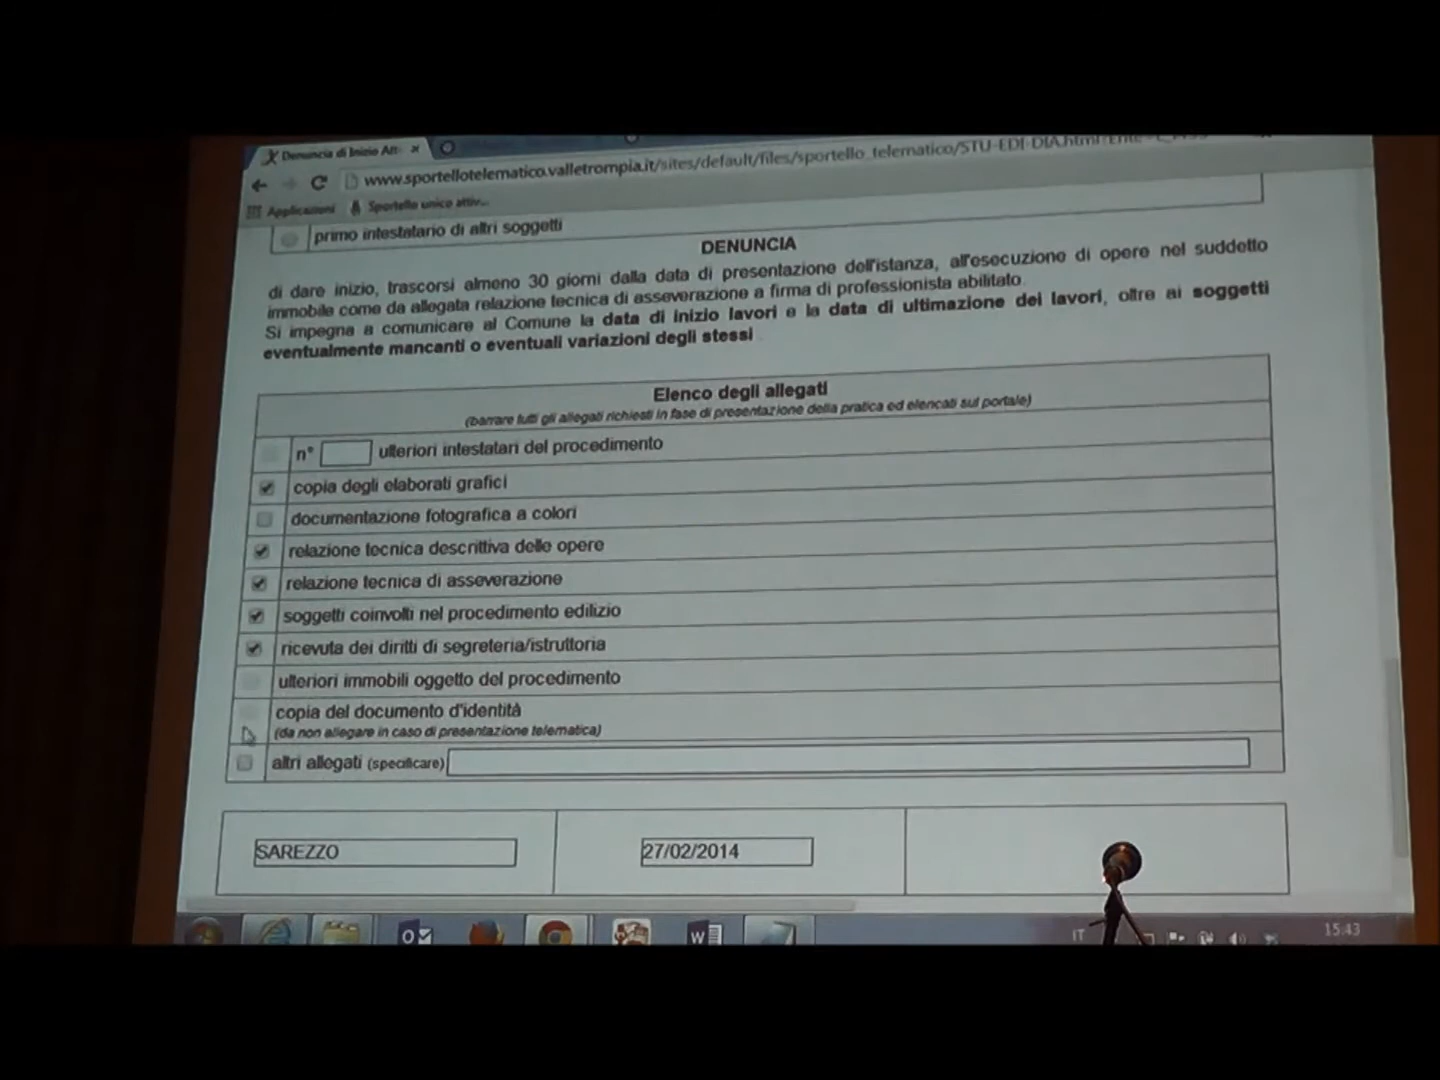 Denuncia di Inizio Att
www.sportellotelematico.valletrompia.it/sites/default/files/sportello_telematico/STU-EDI-DIA.html?Ente=
Applicazioni Sportello unico attiv...
primo intestatario di altri soggetti
DENUNCIA
di dare inizio, trascorsi almeno 30 giorni dalla data di presentazione dell'istanza, all'esecuzione di opere nel suddetto
immobile come da allegata relazione tecnica di asseverazione a firma di professionista abilitato.
Si impegna a comunicare al Comune la data di inizio lavori e la data di ultimazione dei lavori, oltre ai soggetti
eventualmente mancanti o eventuali variazioni degli stessi
Elenco degli allegati
(barrare tutti gli allegati richiesti in fase di presentazione della pratica ed elencati sul portale)
n° ulteriori intestatari del procedimento
copia degli elaborati grafici
documentazione fotografica a colori
relazione tecnica descrittiva delle opere
relazione tecnica di asseverazione
soggetti coinvolti nel procedimento edilizio
ricevuta dei diritti di segreteria/istruttoria
ulteriori immobili oggetto del procedimento
copia del documento d'identità
(da non allegare in caso di presentazione telematica)
altri allegati (specificare)
SAREZZO 27/02/2014
IT 15:43